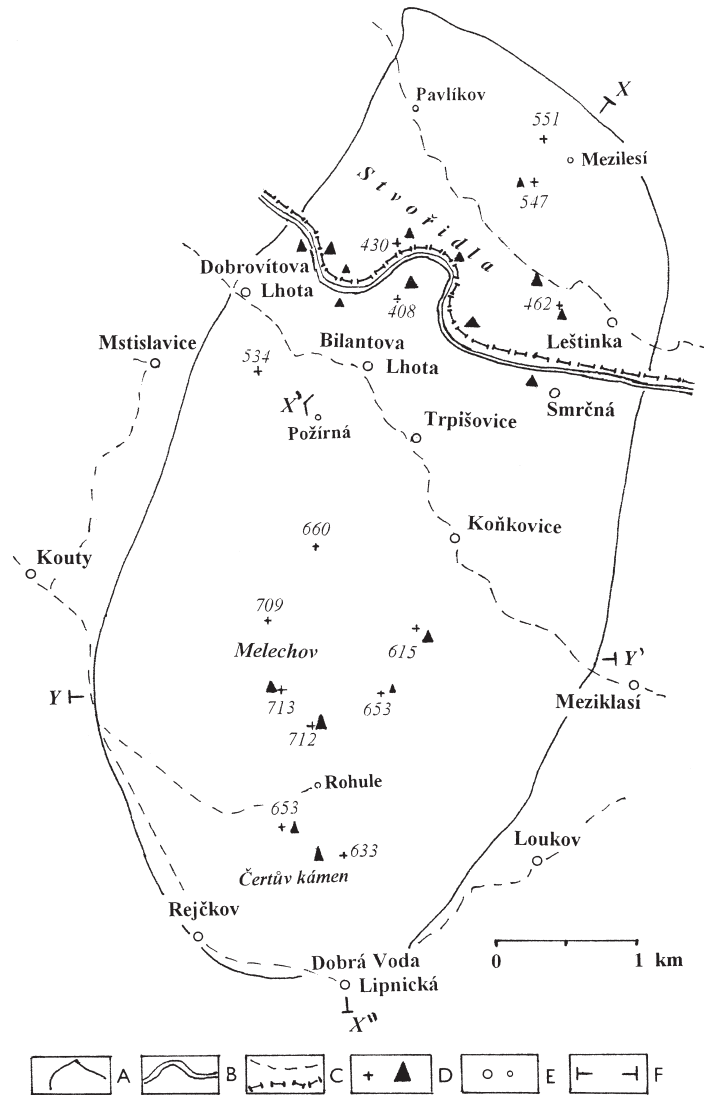 X
Pavlíkov
551
Mezilesí
547
Stvořidla
430
Dobrovítova
Lhota
408
462
Leštinka
Mstislavice
Bilantova
Lhota
534
X'
Požírná
Smrčná
Trpišovice
Koňkovice
660
Kouty
709
Melechov
615
Y'
Y
713
653
Meziklasí
712
Rohule
653
Loukov
633
Čertův kámen
Rejčkov
Dobrá Voda
Lipnická
0 1 km
X"
A B C D E F